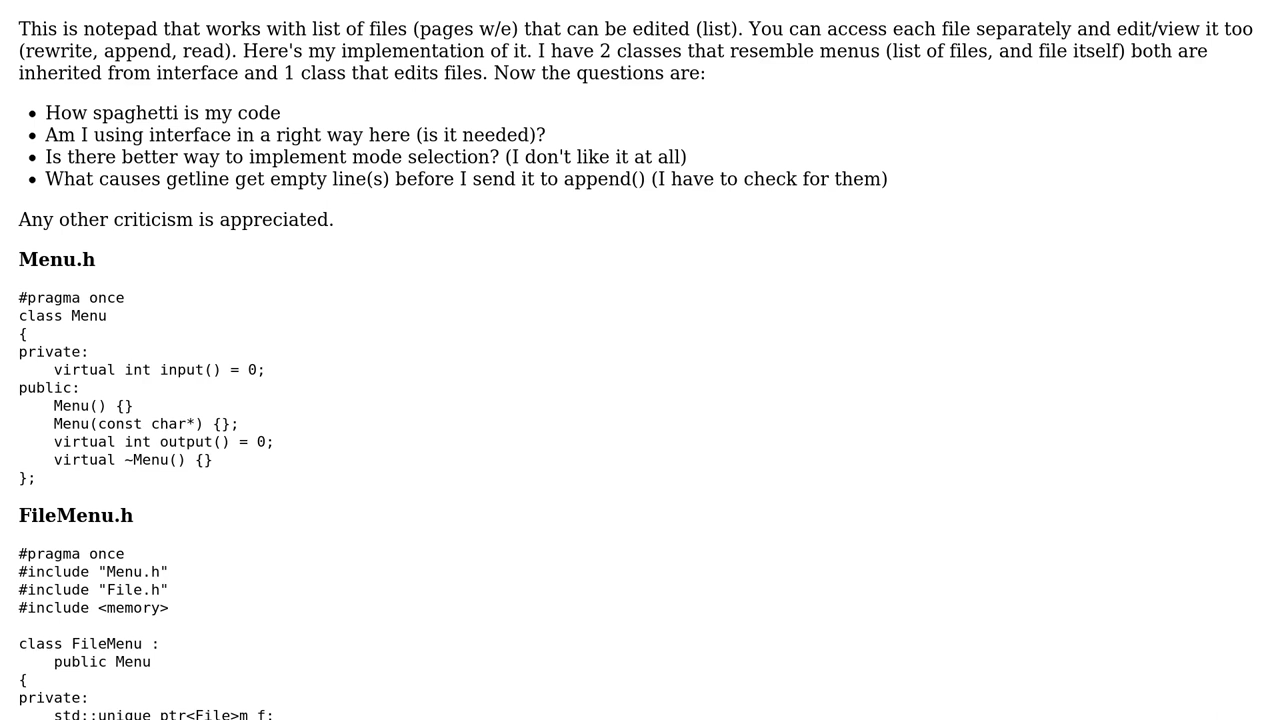 This is notepad that works with list of files (pages w/e) that can be edited (list). You can access each file separately and edit/view it too
(rewrite, append, read). Here's my implementation of it. I have 2 classes that resemble menus (list of files, and file itself) both are
inherited from interface and 1 class that edits files. Now the questions are:
• How spaghetti is my code
• Am I using interface in a right way here (is it needed)?
• Is there better way to implement mode selection? (I don't like it at all)
• What causes getline get empty line(s) before I send it to append() (I have to check for them)
Any other criticism is appreciated.
Menu.h
#pragma once
class Menu
{
private:
    virtual int input() = 0;
public:
    Menu() {}
    Menu(const char*) {};
    virtual int output() = 0;
    virtual ~Menu() {}
};
FileMenu.h
#pragma once
#include "Menu.h"
#include "File.h"
#include <memory>

class FileMenu :
    public Menu
{
private:
    std::unique_ptr<File>m_f;